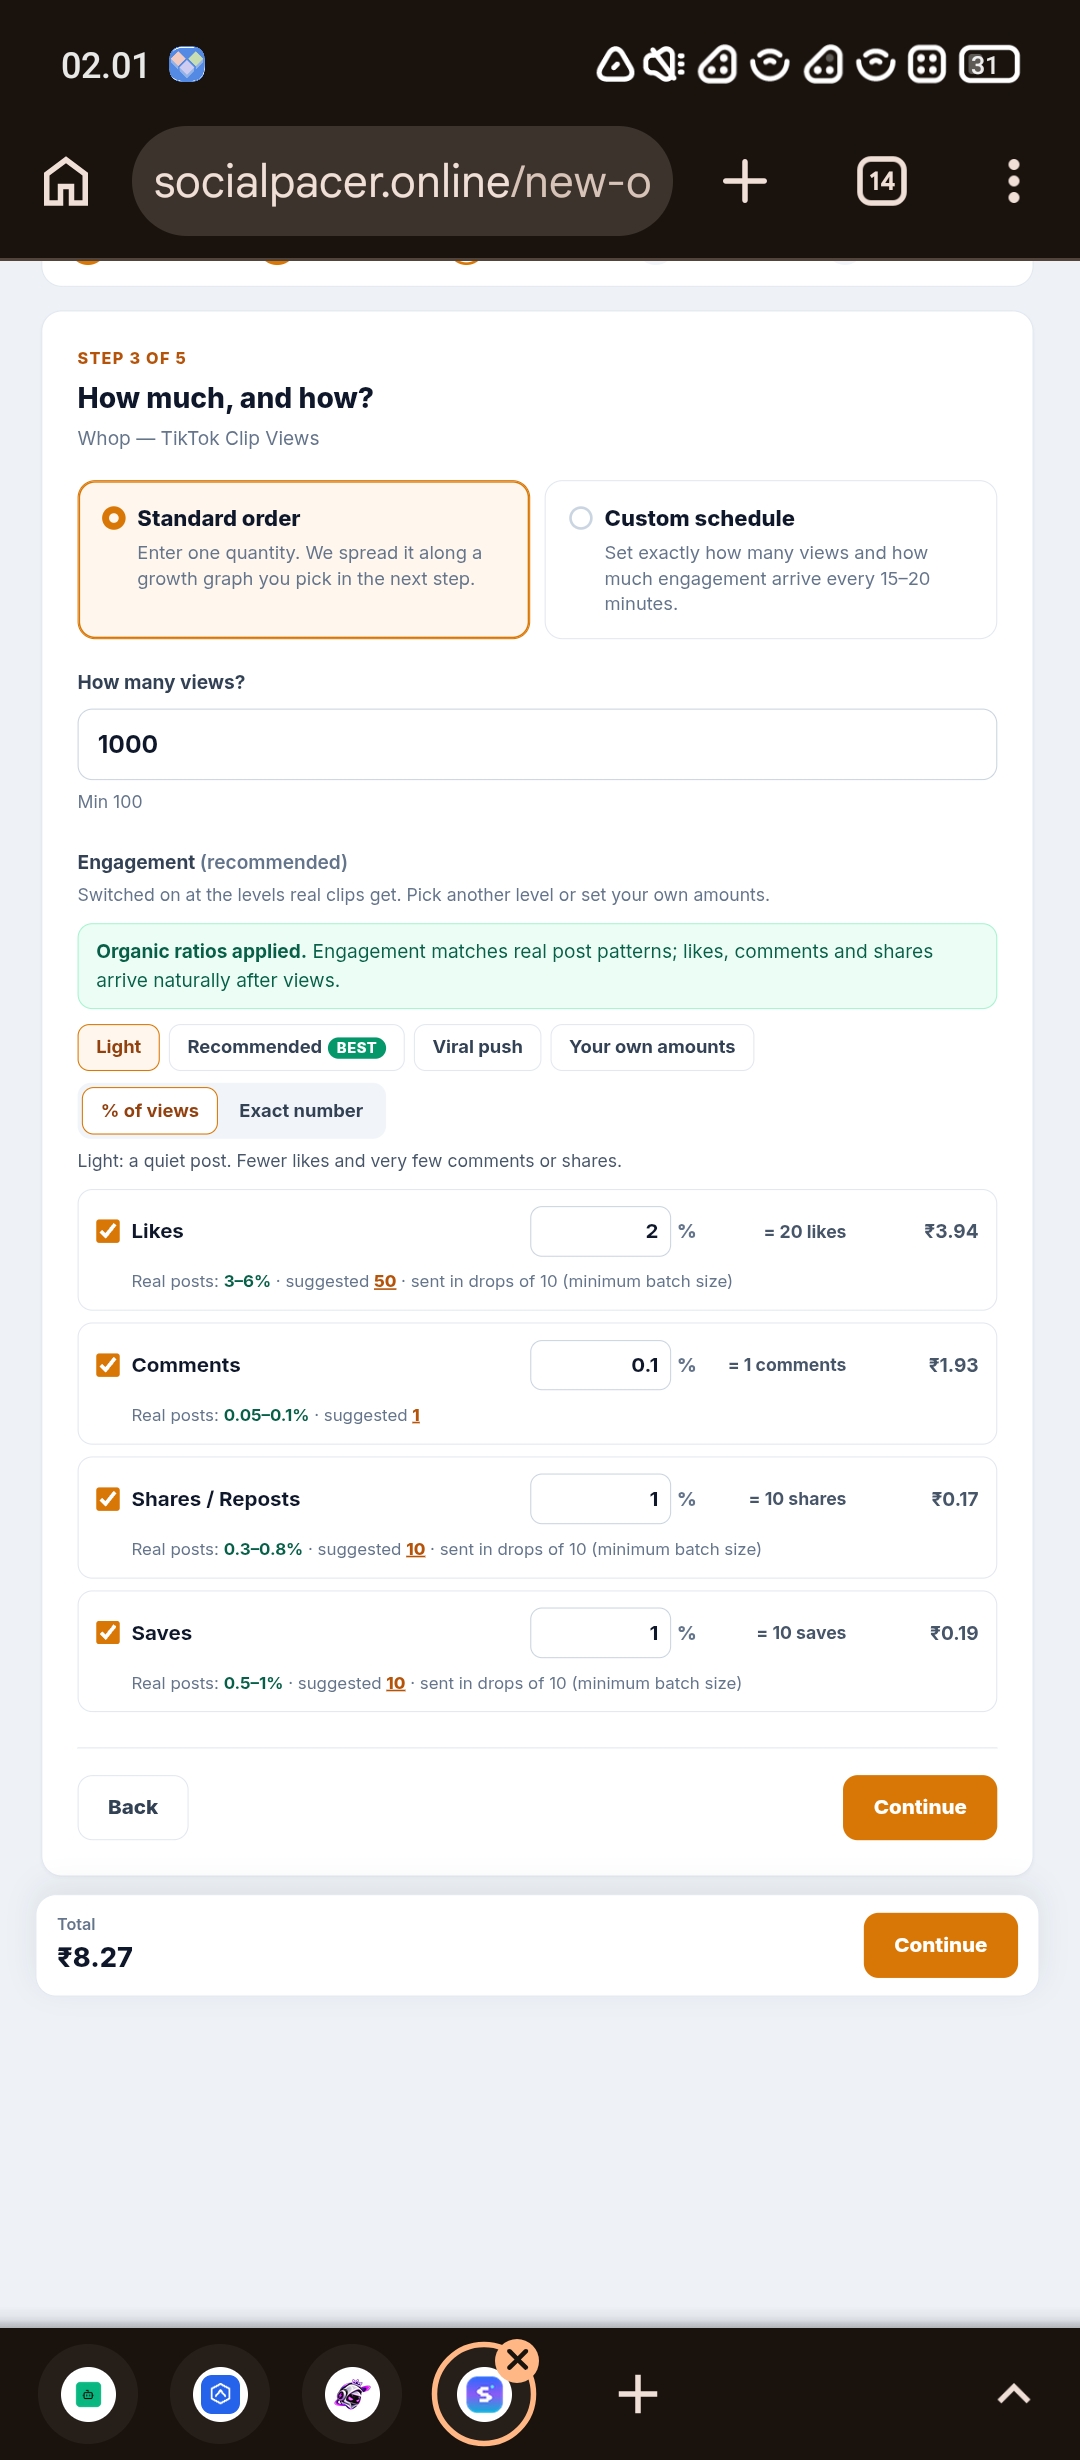 02.01
31
socialpacer.online/new-o
14
STEP 3 OF 5
How much, and how?
Whop — TikTok Clip Views
Standard order
Enter one quantity. We spread it along a
growth graph you pick in the next step.
Custom schedule
Set exactly how many views and how
much engagement arrive every 15–20
minutes.
How many views?
1000
Min 100
Engagement (recommended)
Switched on at the levels real clips get. Pick another level or set your own amounts.
Organic ratios applied. Engagement matches real post patterns; likes, comments and shares
arrive naturally after views.
Light Recommended BEST Viral push Your own amounts
% of views Exact number
Light: a quiet post. Fewer likes and very few comments or shares.
Likes 2 % = 20 likes ₹3.94
Real posts: 3–6% · suggested 50 · sent in drops of 10 (minimum batch size)
Comments 0.1 % = 1 comments ₹1.93
Real posts: 0.05–0.1% · suggested 1
Shares / Reposts 1 % = 10 shares ₹0.17
Real posts: 0.3–0.8% · suggested 10 · sent in drops of 10 (minimum batch size)
Saves 1 % = 10 saves ₹0.19
Real posts: 0.5–1% · suggested 10 · sent in drops of 10 (minimum batch size)
Back Continue
Total
₹8.27
Continue